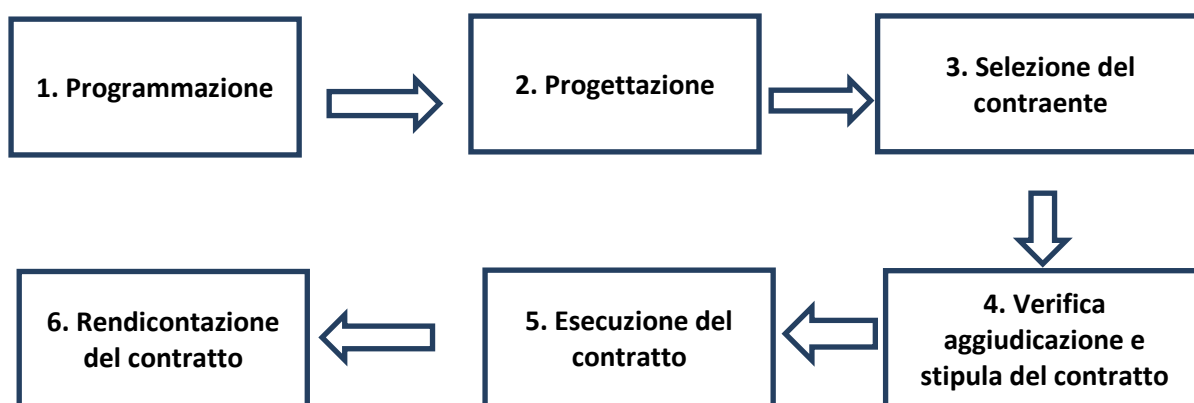 1. Programmazione
2. Progettazione
3. Selezione del
contraente
4. Verifica
aggiudicazione e
stipula del contratto
5. Esecuzione del
contratto
6. Rendicontazione
del contratto